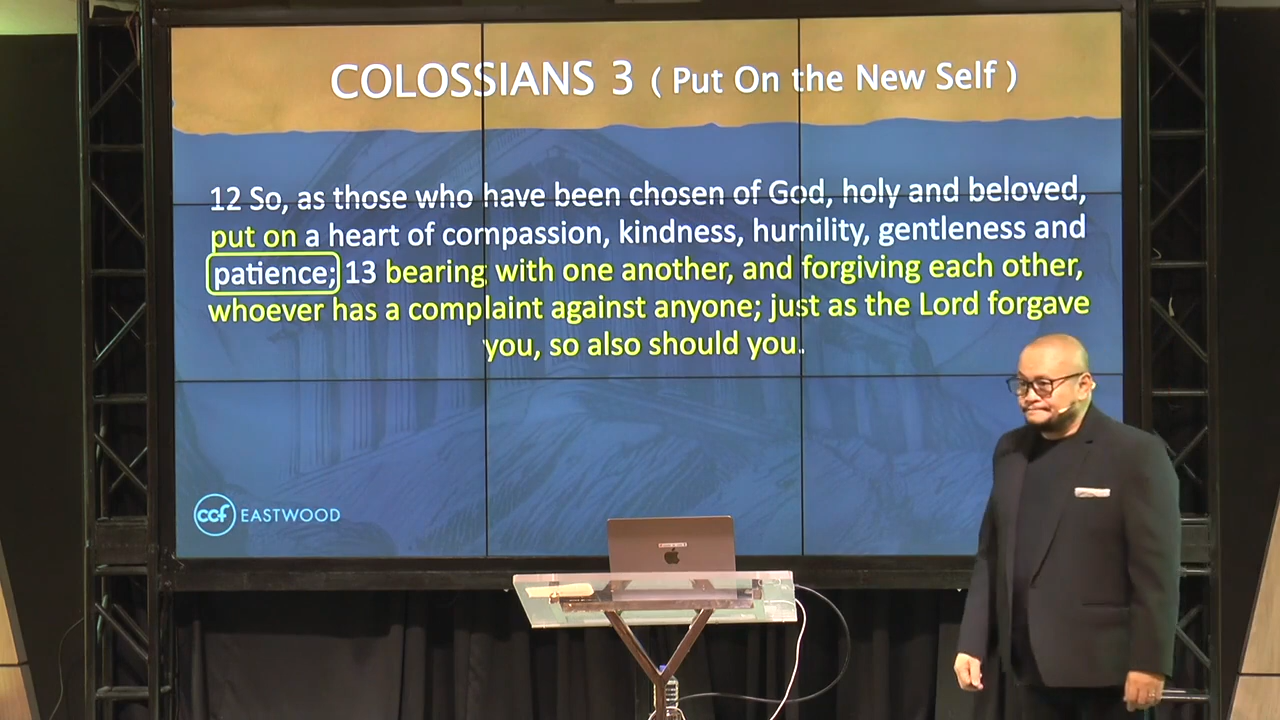 COLOSSIANS 3 ( Put On the New Self )
12 So, as those who have been chosen of God, holy and beloved,
put on a heart of compassion, kindness, humility, gentleness and
patience; 13 bearing with one another, and forgiving each other,
whoever has a complaint against anyone; just as the Lord forgave
you, so also should you.
ccf EASTWOOD